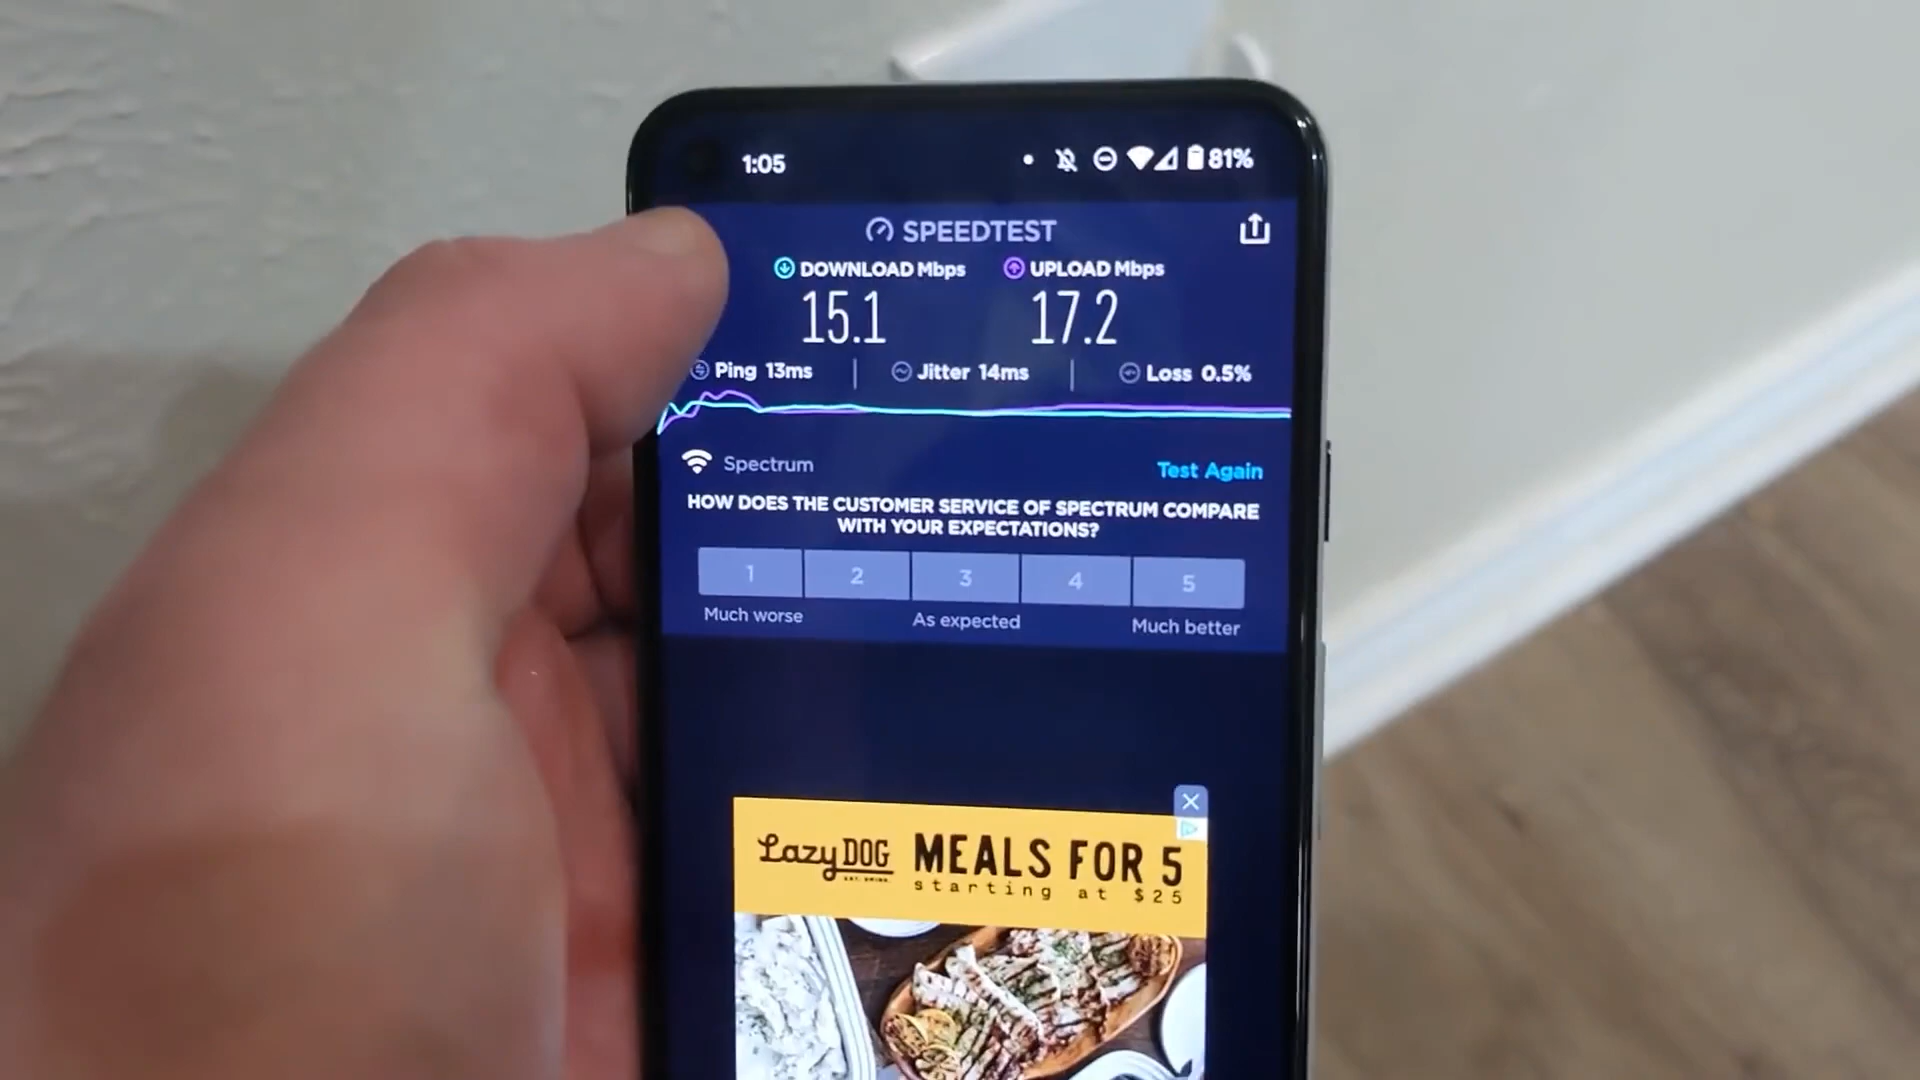 1:05 81%
SPEEDTEST
DOWNLOAD Mbps UPLOAD Mbps
15.1 17.2
Ping 13ms Jitter 14ms Loss 0.5%
Spectrum Test Again
HOW DOES THE CUSTOMER SERVICE OF SPECTRUM COMPARE
WITH YOUR EXPECTATIONS?
1 2 3 4 5
Much worse As expected Much better
Lazy DOG MEALS FOR 5
starting at $25